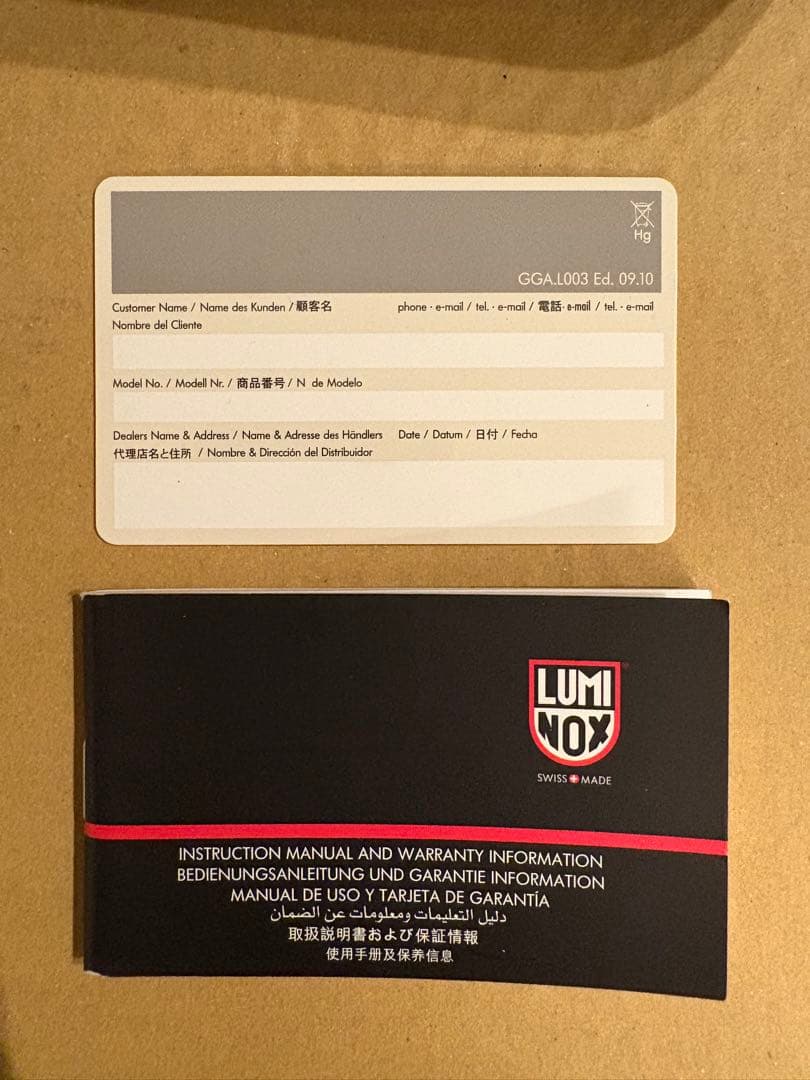 Hg
GGA.L003 Ed. 09.10
Customer Name / Name des Kunden / 顧客名 phone · e-mail / tel. · e-mail / 電話· e-mail / tel. · e-mail
Nombre del Cliente
Model No. / Modell Nr. / 商品番号 / N de Modelo
Dealers Name & Address / Name & Adresse des Händlers Date / Datum / 日付 / Fecha
代理店名と住所 / Nombre & Dirección del Distribuidor
LUMI
NOX
SWISS MADE
INSTRUCTION MANUAL AND WARRANTY INFORMATION
BEDIENUNGSANLEITUNG UND GARANTIE INFORMATION
MANUAL DE USO Y TARJETA DE GARANTÍA
دليل التعليمات ومعلومات عن الضمان
取扱説明書および保証情報
使用手册及保养信息